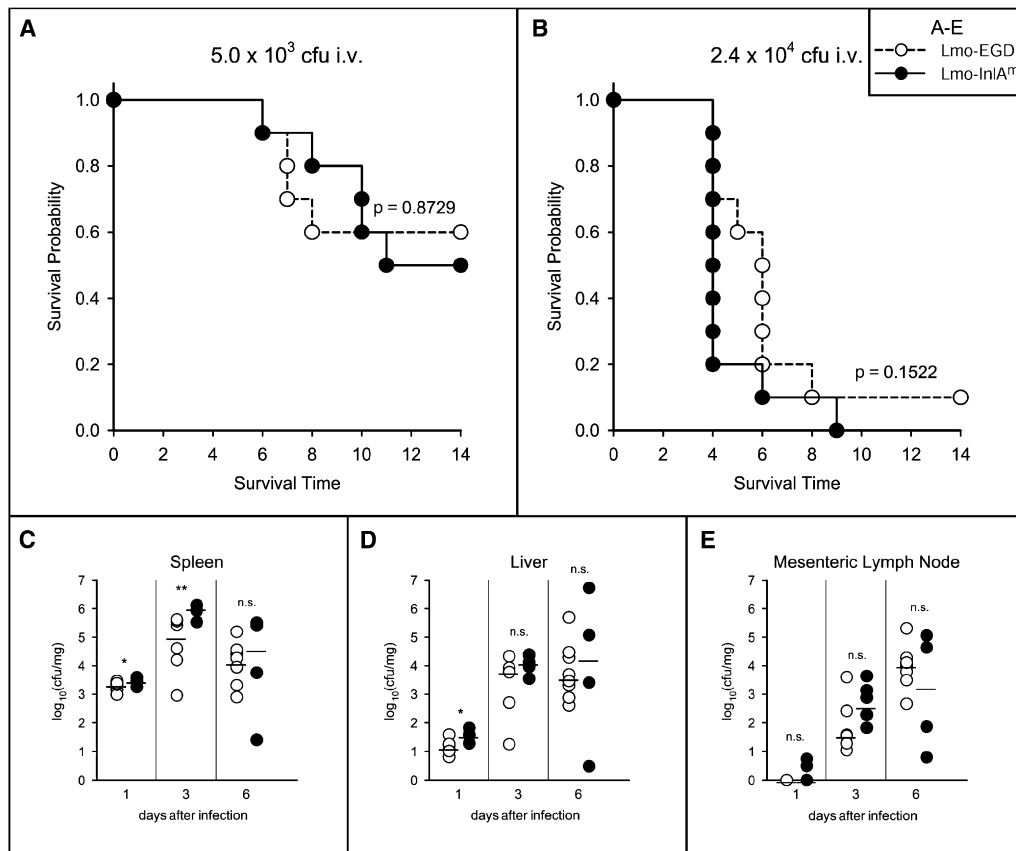 A
5.0 x 10³ cfu i.v.
Survival Probability
1.0
0.8
0.6
0.4
0.2
0.0
p = 0.8729
0 2 4 6 8 10 12 14
Survival Time
B
2.4 x 10⁴ cfu i.v.
A-E
Lmo-EGD
Lmo-InlAᵐ
Survival Probability
1.0
0.8
0.6
0.4
0.2
0.0
p = 0.1522
0 2 4 6 8 10 12 14
Survival Time
C
Spleen
log₁₀(cfu/mg)
7
6
5
4
3
2
1
0
*
**
n.s.
1 3 6
days after infection
D
Liver
log₁₀(cfu/mg)
7
6
5
4
3
2
1
0
*
n.s.
n.s.
1 3 6
days after infection
E
Mesenteric Lymph Node
log₁₀(cfu/mg)
7
6
5
4
3
2
1
0
n.s.
n.s.
n.s.
1 3 6
days after infection